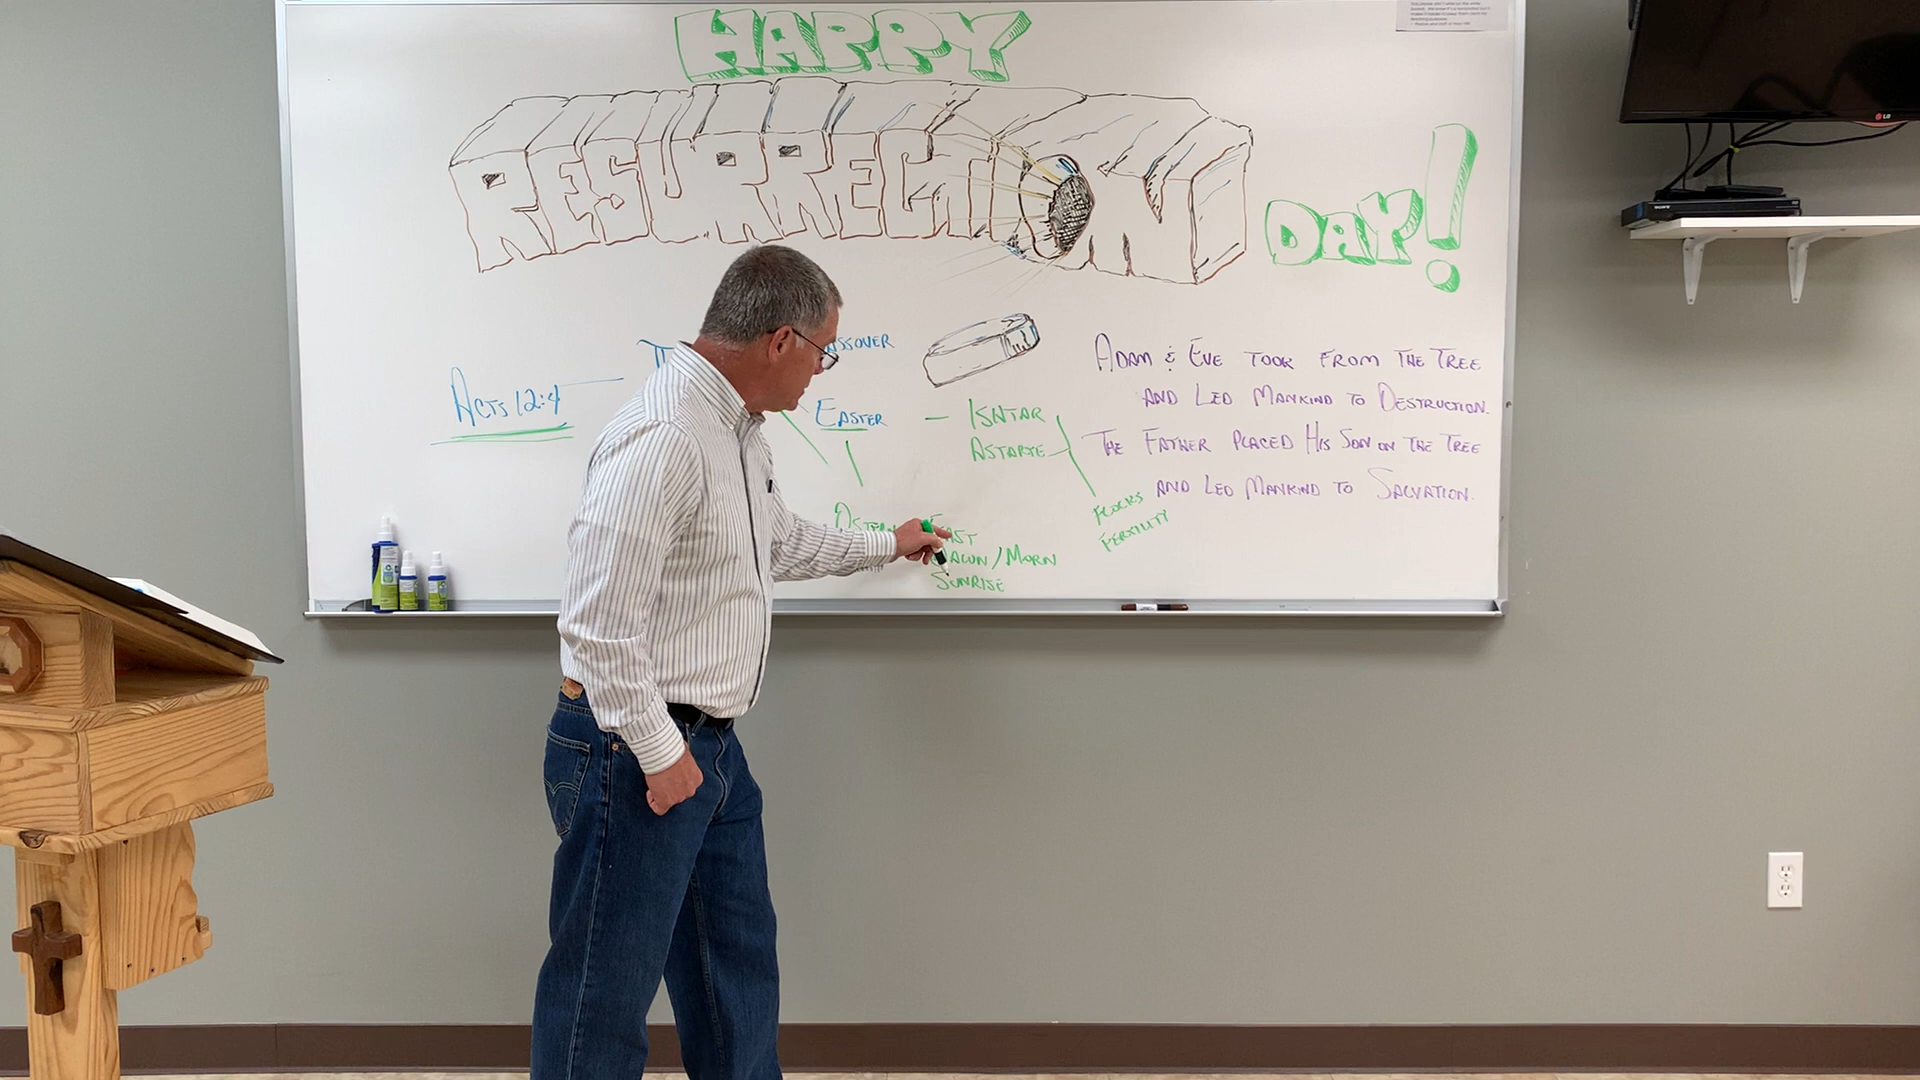 HAPPY
RESURRECTION
DAY!
ACTS 12:4
EASTER
- ISHTAR
ASTARTE
FLOCKS
FERTILITY
EAST
/MORN
SUNRISE
ADAM & EVE TOOK FROM THE TREE
AND LED MANKIND TO DESTRUCTION.
THE FATHER PLACED HIS SON ON THE TREE
AND LED MANKIND TO SALVATION.
LG
SONY